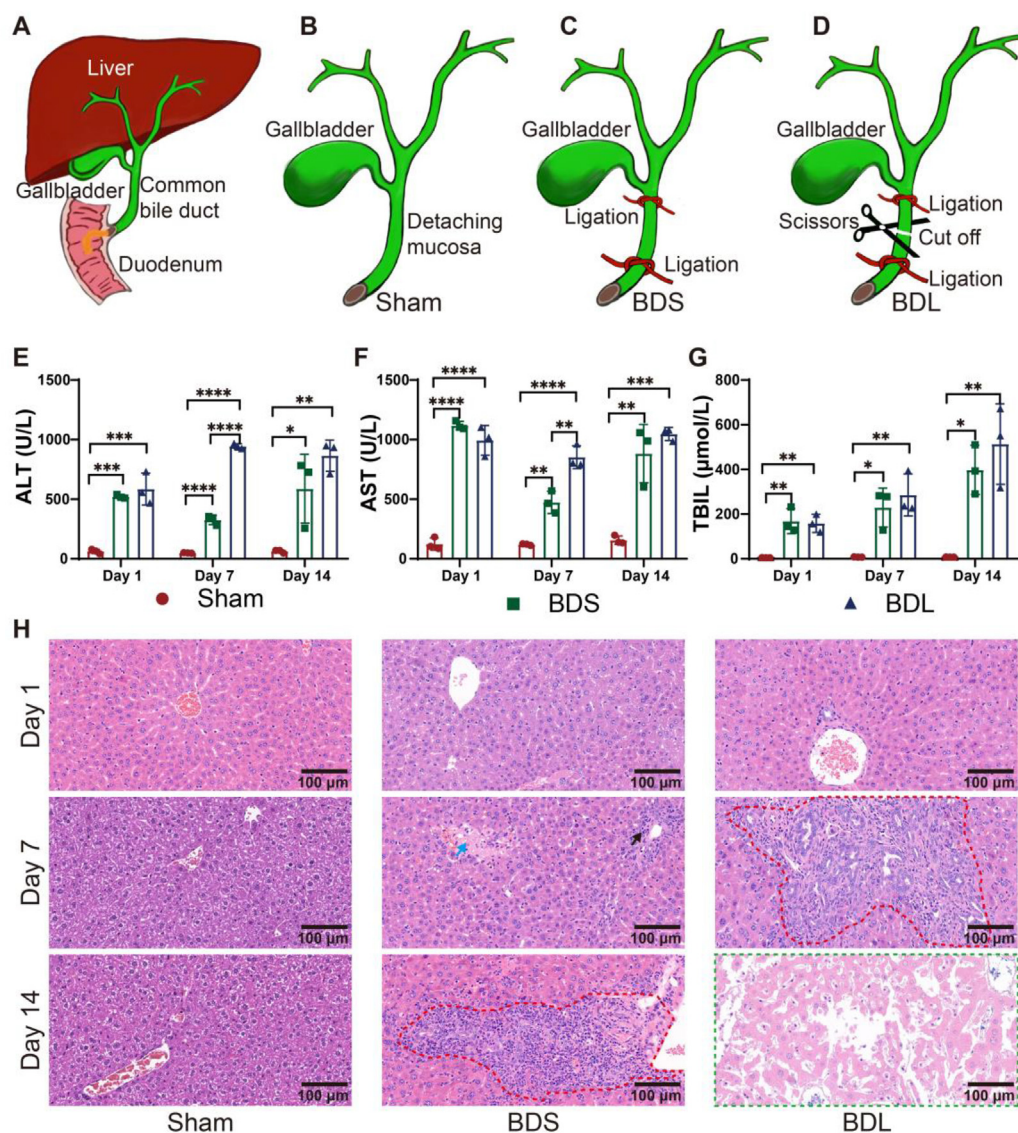 A
B
C
D
Liver
Gallbladder
Common
bile duct
Duodenum
Gallbladder
Detaching
mucosa
Sham
Gallbladder
Ligation
Ligation
BDS
Gallbladder
Scissors
Ligation
Cut off
Ligation
BDL
E
ALT (U/L)
1500
1000
500
0
***
***
****
****
****
**
*
Day 1
Day 7
Day 14
F
AST (U/L)
1500
1000
500
0
****
****
****
**
**
***
**
Day 1
Day 7
Day 14
G
TBIL (μmol/L)
800
600
400
200
0
**
**
**
*
**
*
Day 1
Day 7
Day 14
Sham
BDS
BDL
H
Day 1
100 μm
100 μm
100 μm
Day 7
100 μm
100 μm
100 μm
Day 14
100 μm
100 μm
100 μm
Sham
BDS
BDL